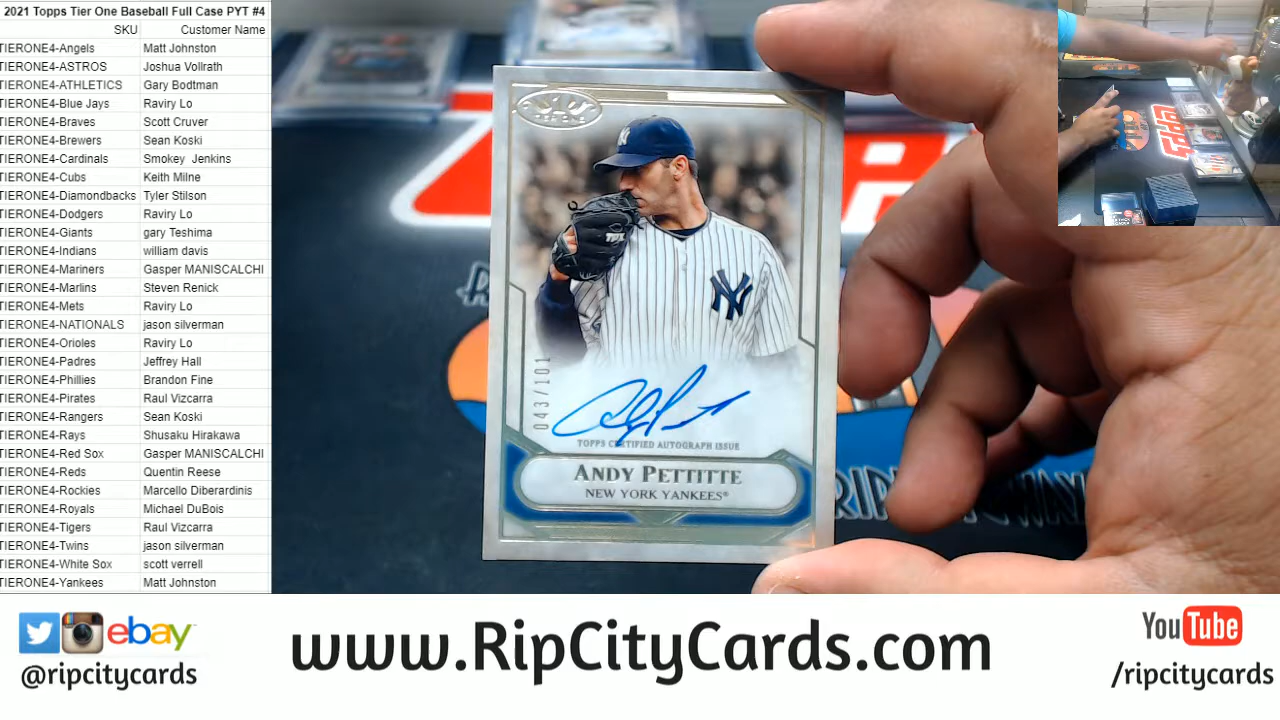 2021 Topps Tier One Baseball Full Case PYT #4
SKU Customer Name
TIERONE4-Angels Matt Johnston
TIERONE4-ASTROS Joshua Vollrath
TIERONE4-ATHLETICS Gary Bodtman
TIERONE4-Blue Jays Raviry Lo
TIERONE4-Braves Scott Cruver
TIERONE4-Brewers Sean Koski
TIERONE4-Cardinals Smokey Jenkins
TIERONE4-Cubs Keith Milne
TIERONE4-Diamondbacks Tyler Stilson
TIERONE4-Dodgers Raviry Lo
TIERONE4-Giants gary Teshima
TIERONE4-Indians william davis
TIERONE4-Mariners Gasper MANISCALCHI
TIERONE4-Marlins Steven Renick
TIERONE4-Mets Raviry Lo
TIERONE4-NATIONALS jason silverman
TIERONE4-Orioles Raviry Lo
TIERONE4-Padres Jeffrey Hall
TIERONE4-Phillies Brandon Fine
TIERONE4-Pirates Raul Vizcarra
TIERONE4-Rangers Sean Koski
TIERONE4-Rays Shusaku Hirakawa
TIERONE4-Red Sox Gasper MANISCALCHI
TIERONE4-Reds Quentin Reese
TIERONE4-Rockies Marcello Diberardinis
TIERONE4-Royals Michael DuBois
TIERONE4-Tigers Raul Vizcarra
TIERONE4-Twins jason silverman
TIERONE4-White Sox scott verrell
TIERONE4-Yankees Matt Johnston
TIER ONE
NY
043/101
TOPPS CERTIFIED AUTOGRAPH ISSUE
ANDY PETTITTE
NEW YORK YANKEES®
TOPPS
ebay™
@ripcitycards
www.RipCityCards.com
YouTube
/ripcitycards